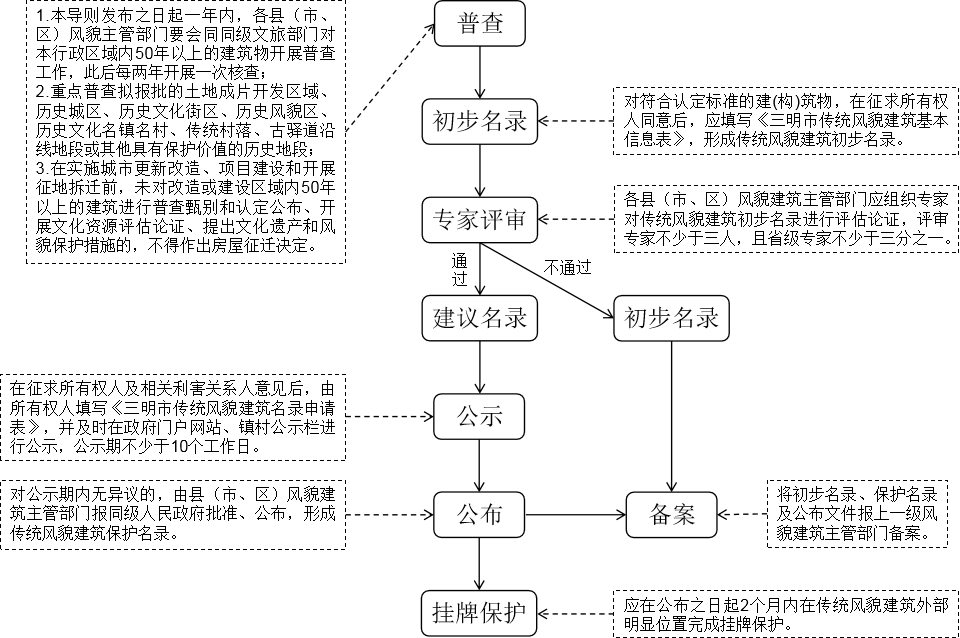 1.本导则发布之日起一年内，各县（市、
区）风貌主管部门要会同同级文旅部门对
本行政区域内50年以上的建筑物开展普查
工作，此后每两年开展一次核查；
2.重点普查拟报批的土地成片开发区域、
历史城区、历史文化街区、历史风貌区、
历史文化名镇名村、传统村落、古驿道沿
线地段或其他具有保护价值的历史地段；
3.在实施城市更新改造、项目建设和开展
征地拆迁前，未对改造或建设区域内50年
以上的建筑进行普查甄别和认定公布、开
展文化资源评估论证、提出文化遗产和风
貌保护措施的，不得作出房屋征迁决定。
普查
初步名录
对符合认定标准的建(构)筑物，在征求所有权
人同意后，应填写《三明市传统风貌建筑基本
信息表》，形成传统风貌建筑初步名录。
专家评审
各县（市、区）风貌建筑主管部门应组织专家
对传统风貌建筑初步名录进行评估论证，评审
专家不少于三人，且省级专家不少于三分之一。
通
过
不通过
建议名录
初步名录
在征求所有权人及相关利害关系人意见后，由
所有权人填写《三明市传统风貌建筑名录申请
表》，并及时在政府门户网站、镇村公示栏进
行公示，公示期不少于10个工作日。
公示
对公示期内无异议的，由县（市、区）风貌建
筑主管部门报同级人民政府批准、公布，形成
传统风貌建筑保护名录。
公布
备案
将初步名录、保护名录
及公布文件报上一级风
貌建筑主管部门备案。
挂牌保护
应在公布之日起2个月内在传统风貌建筑外部
明显位置完成挂牌保护。